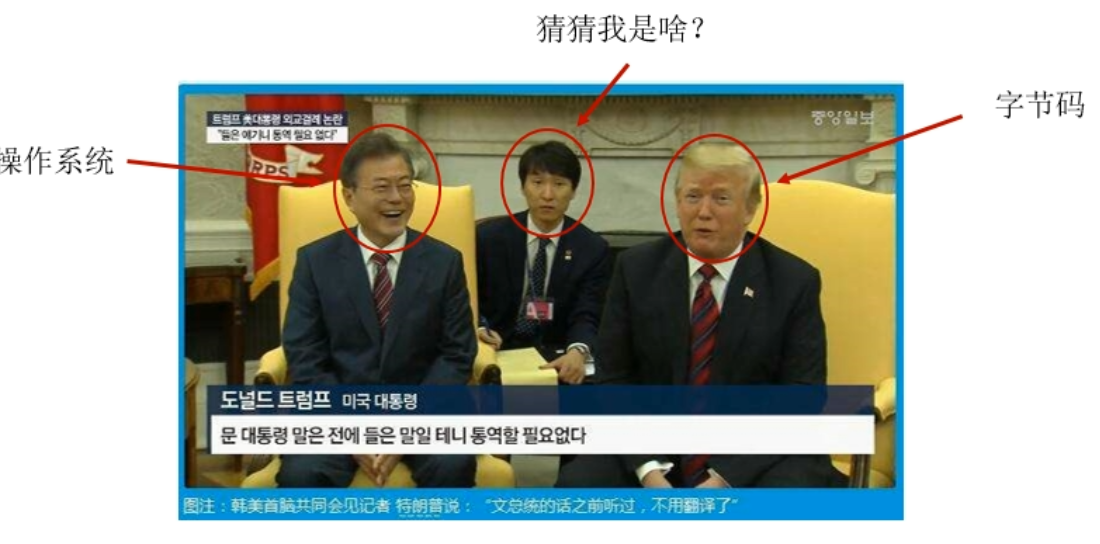 猜猜我是啥？
字节码
操作系统
트럼프 美대통령 외교결례 논란
"들은 얘기니 통역 필요 없다"
중앙일보
RPS
도널드 트럼프 미국 대통령
문 대통령 말은 전에 들은 말일 테니 통역할 필요없다
图注：韩美首脑共同会见记者 特朗普说： “文总统的话之前听过，不用翻译了”